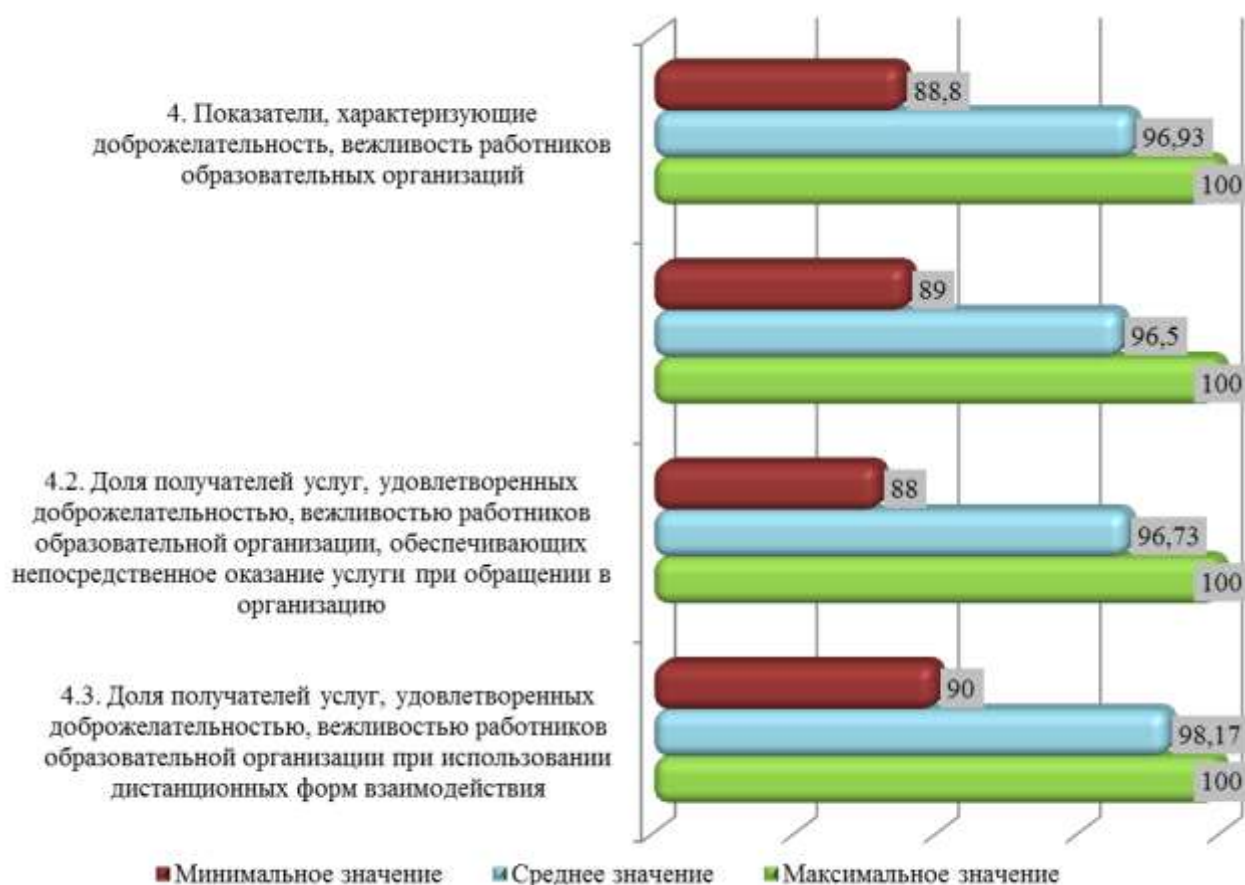 4. Показатели, характеризующие
доброжелательность, вежливость работников
образовательных организаций
88,8
96,93
100
89
96,5
100
4.2. Доля получателей услуг, удовлетворенных
доброжелательностью, вежливостью работников
образовательной организации, обеспечивающих
непосредственное оказание услуги при обращении в
организацию
88
96,73
100
4.3. Доля получателей услуг, удовлетворенных
доброжелательностью, вежливостью работников
образовательной организации при использовании
дистанционных форм взаимодействия
90
98,17
100
Минимальное значение Среднее значение Максимальное значение